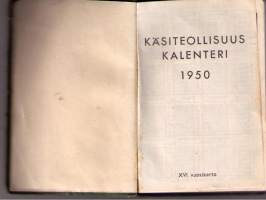 KÄSITEOLLISUUS
KALENTERI
1950
XVI vuosikerta